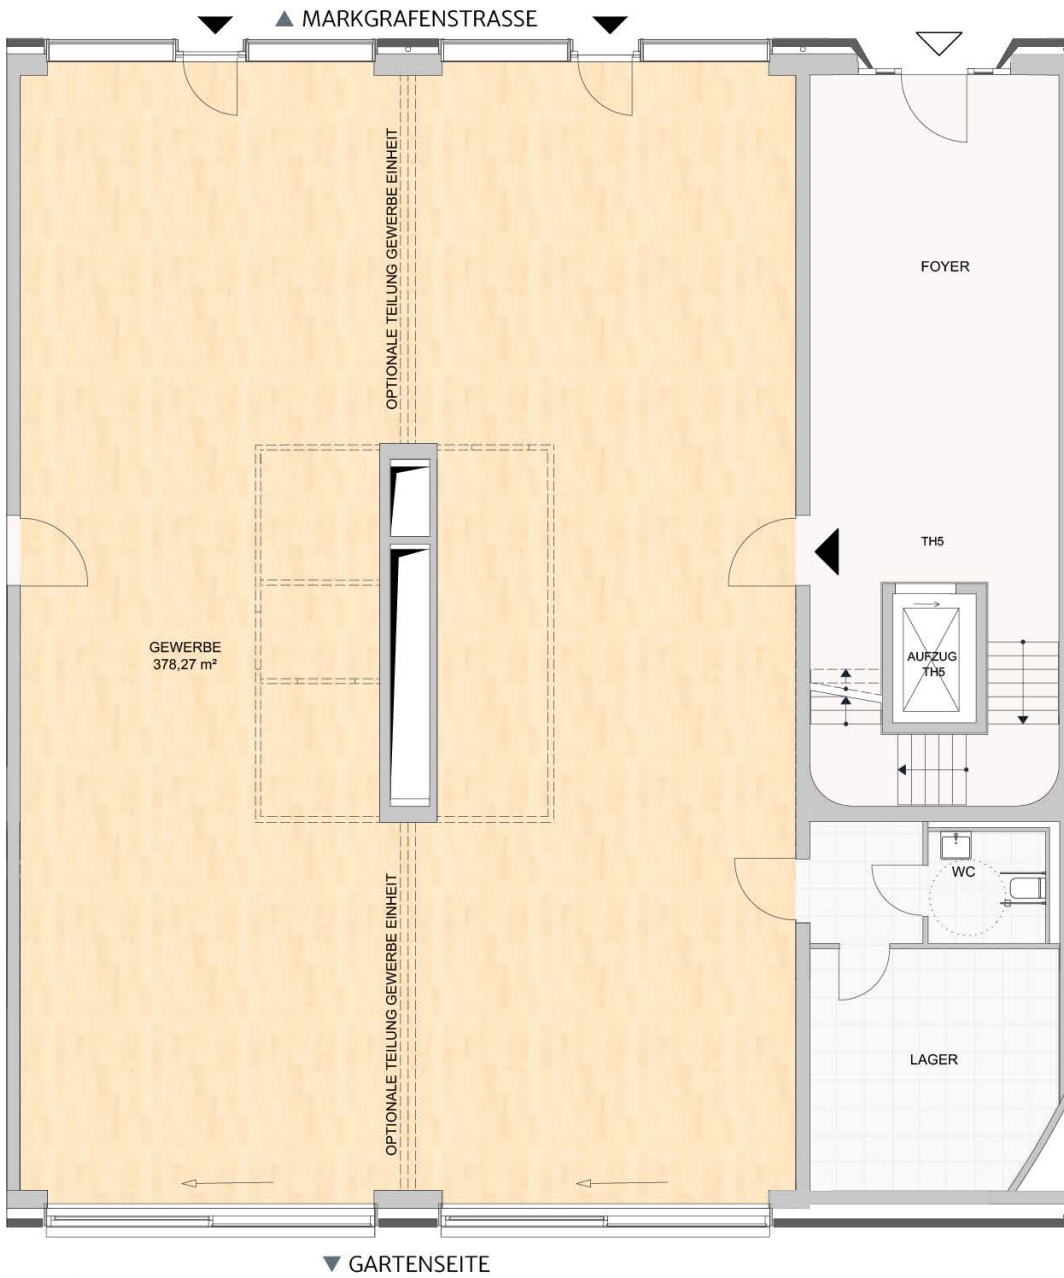 MARKGRAFENSTRASSE
OPTIONALE TEILUNG GEWERBE EINHEIT
FOYER
TH5
GEWERBE
378,27 m²
AUFZUG
TH5
WC
OPTIONALE TEILUNG GEWERBE EINHEIT
LAGER
GARTENSEITE